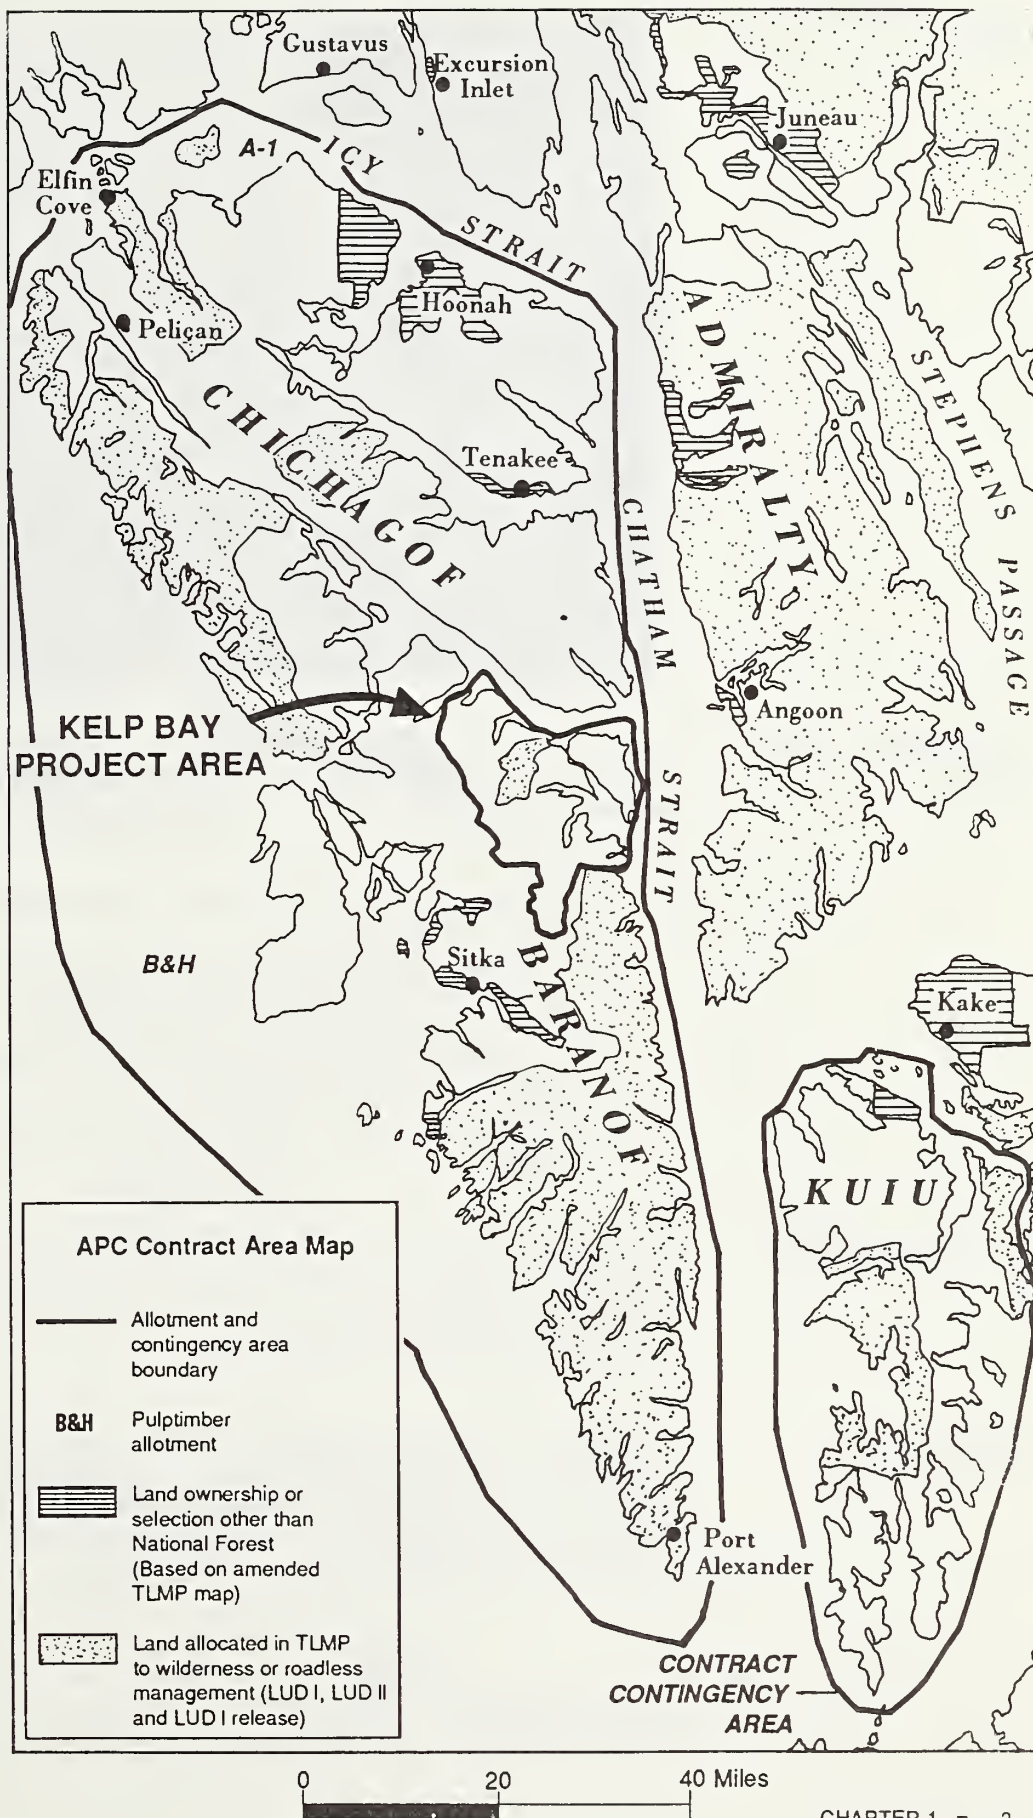 Gustavus
Excursion
Inlet
Juneau
A-1
ICY
STRAIT
Elfin
Cove
Hoonah
Pelican
ADMIRALTY
STEPHENS
PASSAGE
CHICHAGOF
Tenakee
CHATHAM
STRAIT
Angoon
KELP BAY
PROJECT AREA
B&H
Sitka
BARANOF
Kake
KUIU
APC Contract Area Map
Allotment and
contingency area
boundary
B&H
Pulptimber
allotment
Land ownership or
selection other than
National Forest
(Based on amended
TLMP map)
Land allocated in TLMP
to wilderness or roadless
management (LUD I, LUD II
and LUD I release)
Port
Alexander
CONTRACT
CONTINGENCY
AREA
0 20 40 Miles